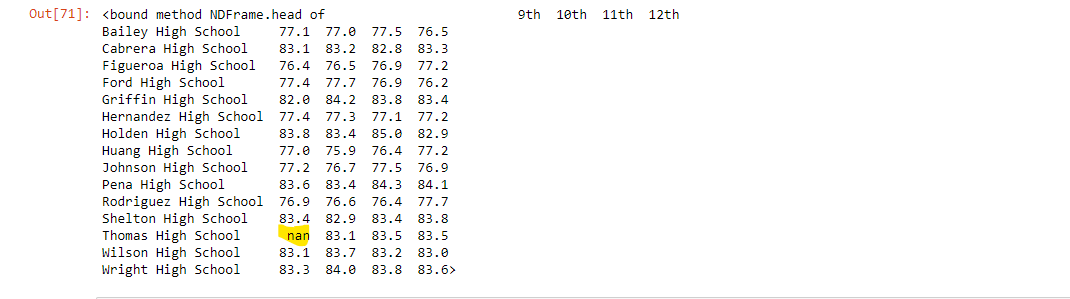 Out[71]: <bound method NDFrame.head of                         9th  10th  11th  12th
Bailey High School     77.1  77.0  77.5  76.5
Cabrera High School    83.1  83.2  82.8  83.3
Figueroa High School   76.4  76.5  76.9  77.2
Ford High School       77.4  77.7  76.9  76.2
Griffin High School    82.0  84.2  83.8  83.4
Hernandez High School  77.4  77.3  77.1  77.2
Holden High School     83.8  83.4  85.0  82.9
Huang High School      77.0  75.9  76.4  77.2
Johnson High School    77.2  76.7  77.5  76.9
Pena High School       83.6  83.4  84.3  84.1
Rodriguez High School  76.9  76.6  76.4  77.7
Shelton High School    83.4  82.9  83.4  83.8
Thomas High School      nan  83.1  83.5  83.5
Wilson High School     83.1  83.7  83.2  83.0
Wright High School     83.3  84.0  83.8  83.6>